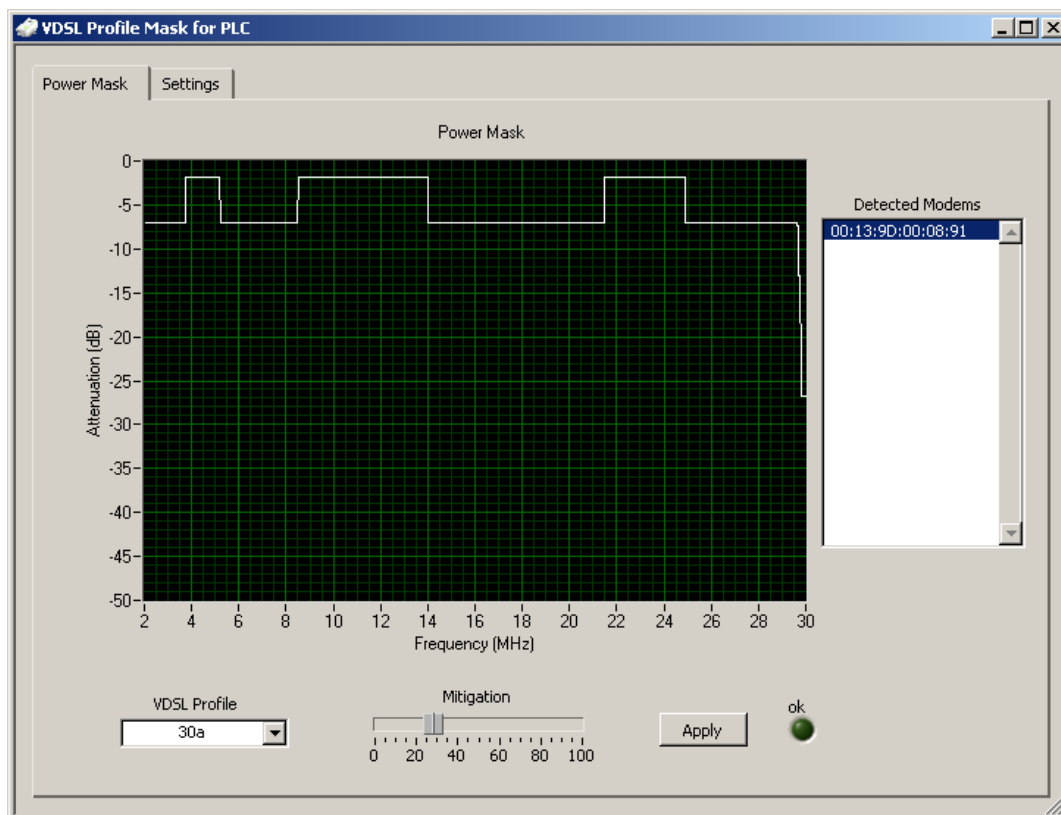 VDSL Profile Mask for PLC
Power Mask
Settings
Power Mask
0
-5
-10
-15
-20
-25
-30
-35
-40
-45
-50
Attenuation (dB)
2 4 6 8 10 12 14 16 18 20 22 24 26 28 30
Frequency (MHz)
Detected Modems
00:13:9D:00:08:91
VDSL Profile
30a
Mitigation
0 20 40 60 80 100
Apply
ok